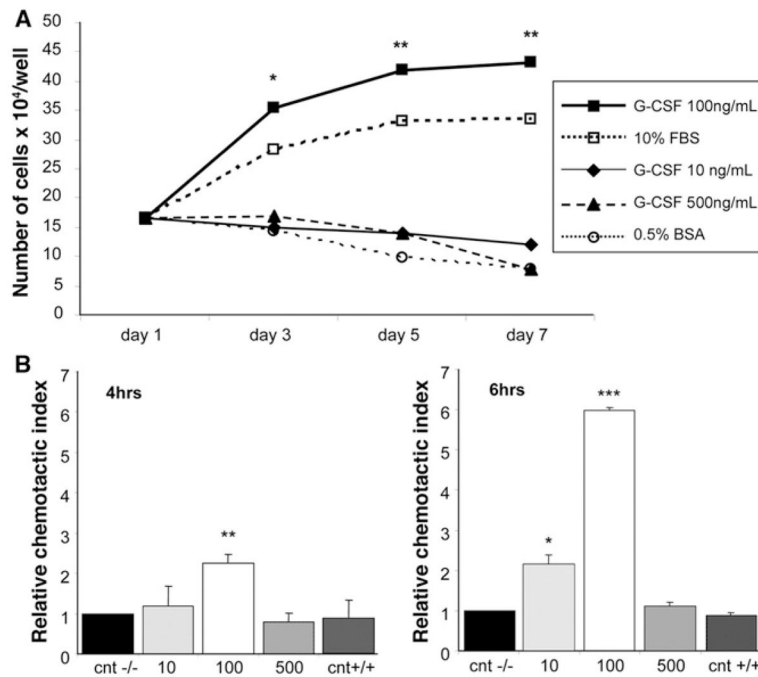 A
Number of cells x 10⁴/well
50
45
40
35
30
25
20
15
10
5
0
* ** **
day 1 day 3 day 5 day 7
G-CSF 100ng/mL
10% FBS
G-CSF 10 ng/mL
G-CSF 500ng/mL
0.5% BSA
B
Relative chemotactic index
7
6
5
4
3
2
1
0
4hrs
**
cnt -/- 10 100 500 cnt+/+
Relative chemotactic index
7
6
5
4
3
2
1
0
6hrs
***
*
cnt -/- 10 100 500 cnt +/+